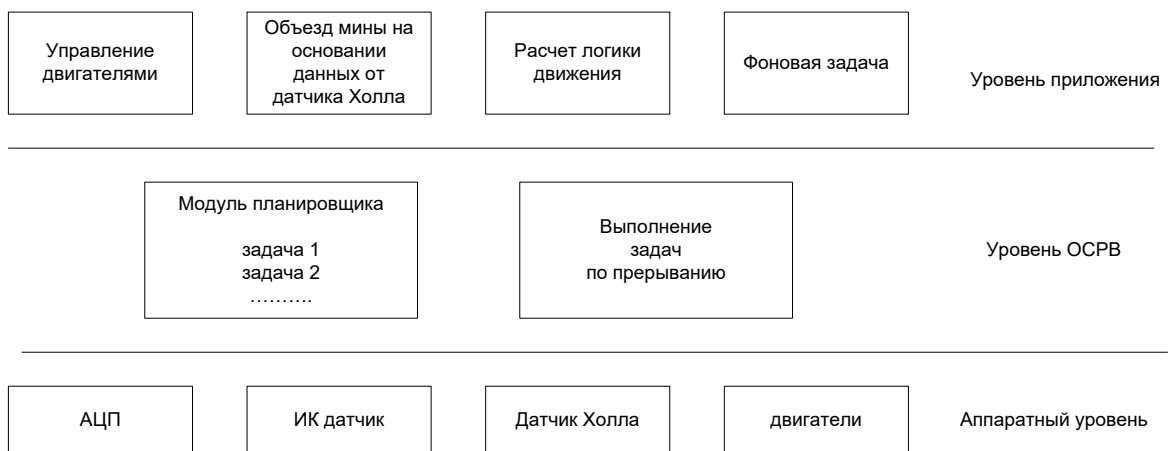 Управление
двигателями
Объезд мины на
основании
данных от
датчика Холла
Расчет логики
движения
Фоновая задача
Уровень приложения
Модуль планировщика
задача 1
задача 2
……….
Выполнение
задач
по прерыванию
Уровень ОСРВ
АЦП
ИК датчик
Датчик Холла
двигатели
Аппаратный уровень